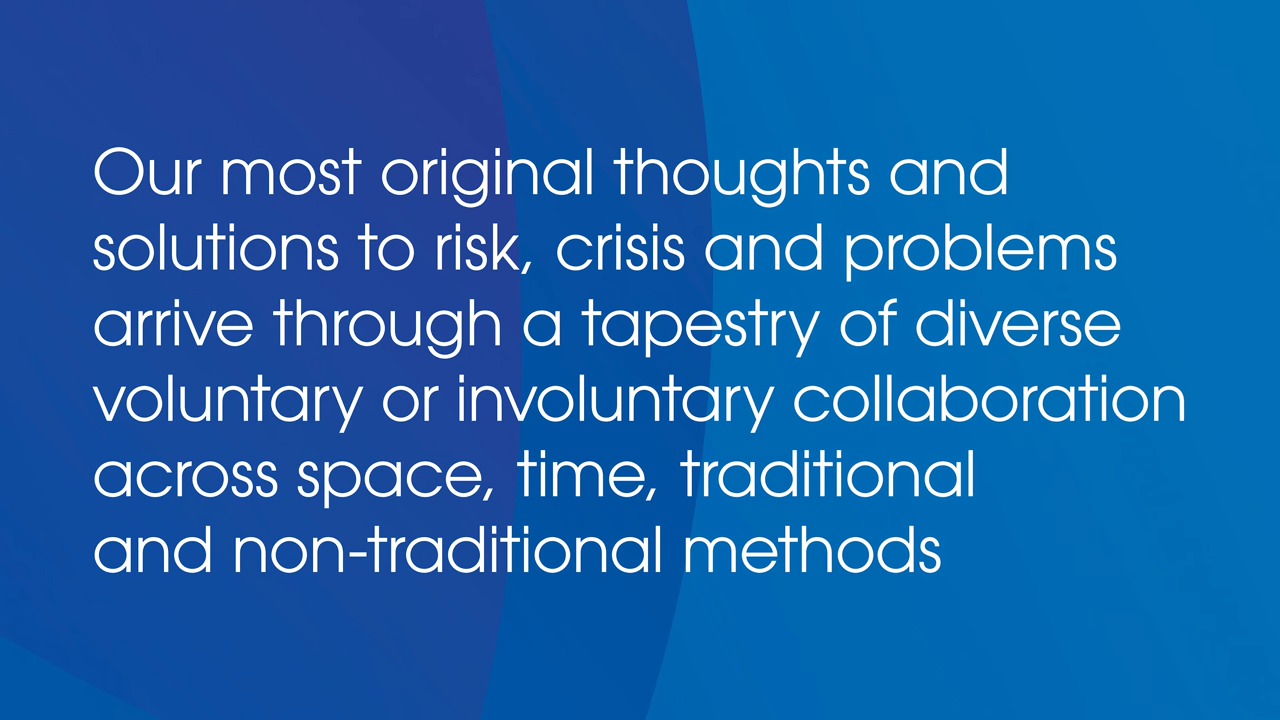 Our most original thoughts and
solutions to risk, crisis and problems
arrive through a tapestry of diverse
voluntary or involuntary collaboration
across space, time, traditional
and non-traditional methods